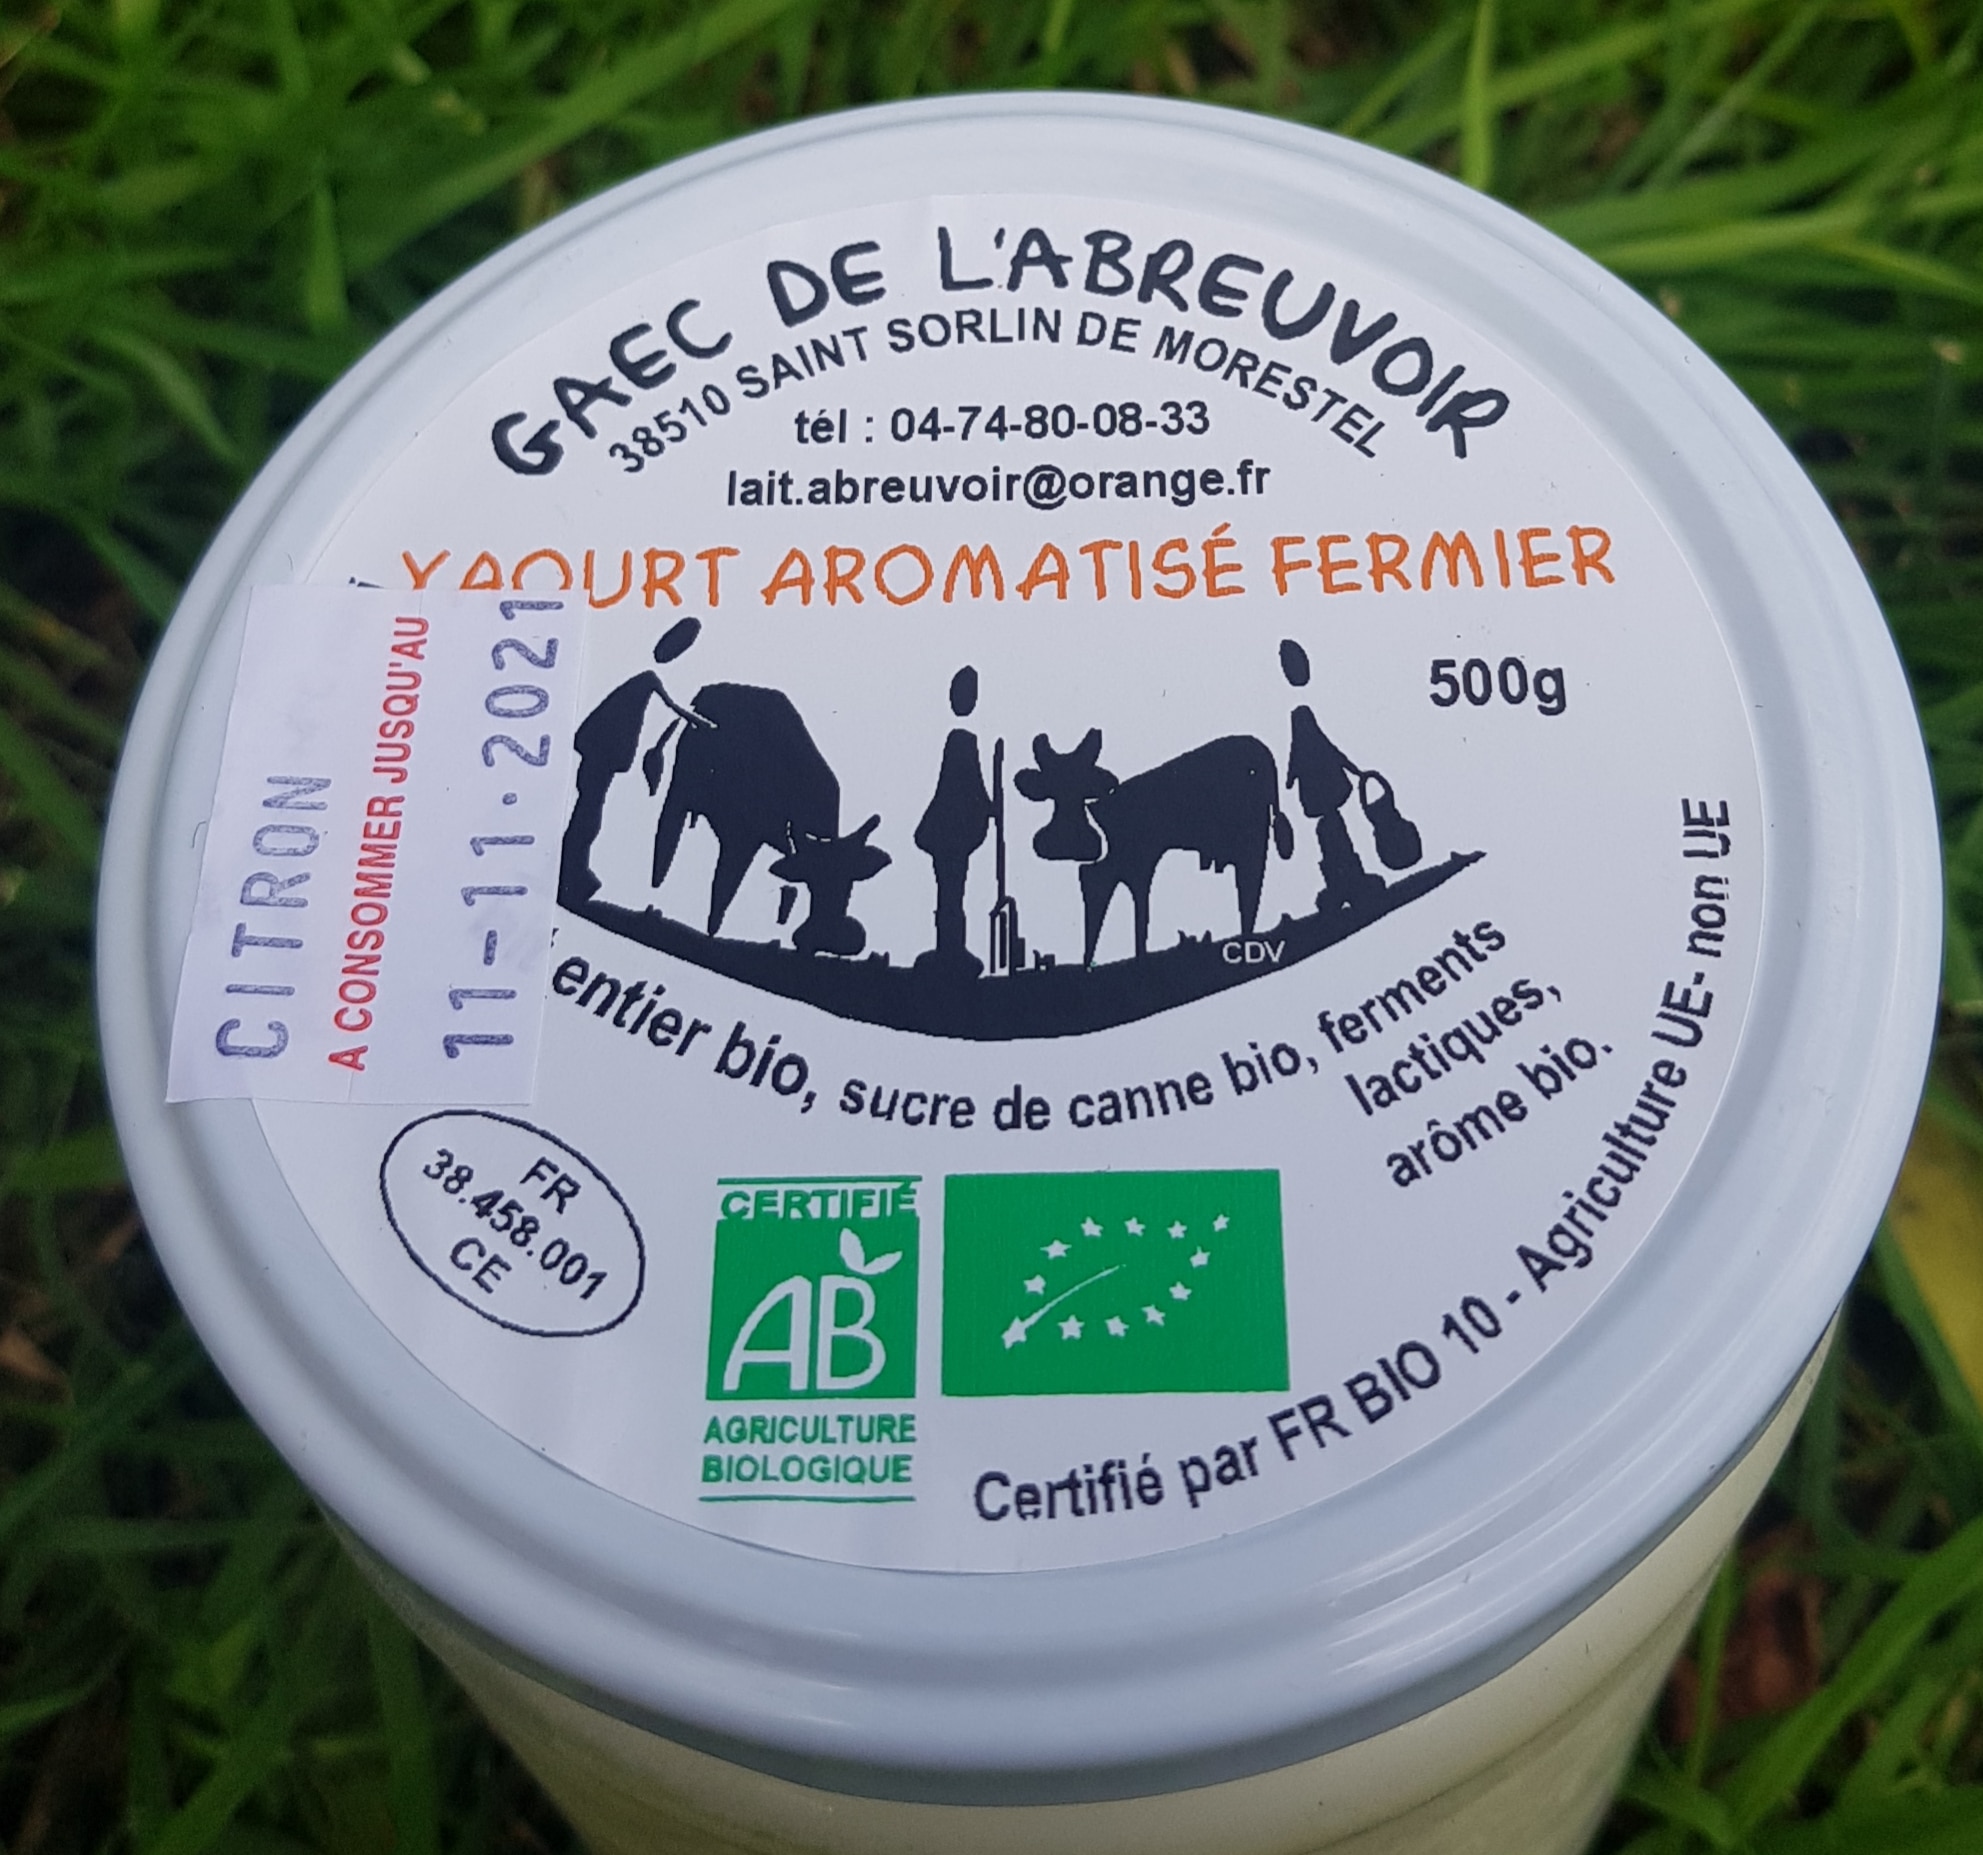 GAEC DE L'ABREUVOIR
38510 SAINT SORLIN DE MORESTEL
tél : 04-74-80-08-33
lait.abreuvoir@orange.fr
YAOURT AROMATISÉ FERMIER
500g
CITRON
A CONSOMMER JUSQU'AU
11-11.2021
CDV
entier bio, sucre de canne bio, ferments
lactiques,
arôme bio.
FR
38.458.001
CE
CERTIFIÉ
AB
AGRICULTURE
BIOLOGIQUE
Certifié par FR BIO 10 - Agriculture UE- non UE